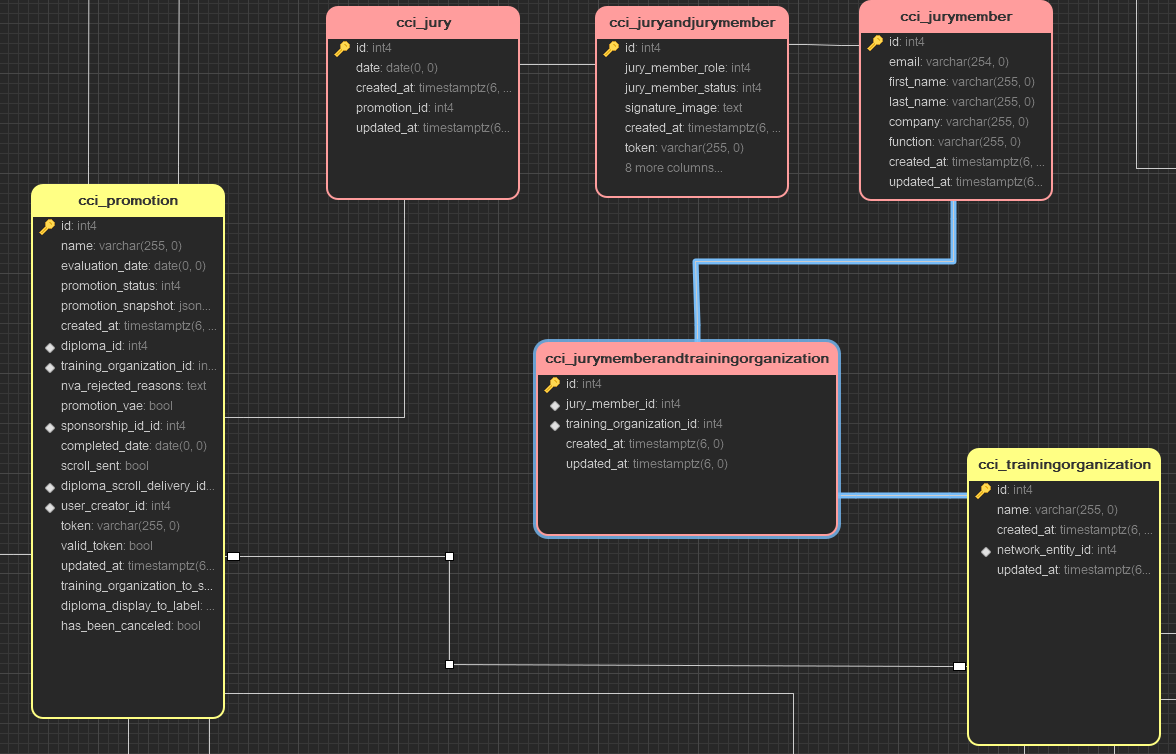 cci_jury
id: int4
date: date(0, 0)
created_at: timestamptz(6, ...
promotion_id: int4
updated_at: timestamptz(6...
cci_juryandjurymember
id: int4
jury_member_role: int4
jury_member_status: int4
signature_image: text
created_at: timestamptz(6, ...
token: varchar(255, 0)
8 more columns...
cci_jurymember
id: int4
email: varchar(254, 0)
first_name: varchar(255, 0)
last_name: varchar(255, 0)
company: varchar(255, 0)
function: varchar(255, 0)
created_at: timestamptz(6, ...
updated_at: timestamptz(6...
cci_promotion
id: int4
name: varchar(255, 0)
evaluation_date: date(0, 0)
promotion_status: int4
promotion_snapshot: json...
created_at: timestamptz(6, ...
diploma_id: int4
training_organization_id: in...
nva_rejected_reasons: text
promotion_vae: bool
sponsorship_id_id: int4
completed_date: date(0, 0)
scroll_sent: bool
diploma_scroll_delivery_id...
user_creator_id: int4
token: varchar(255, 0)
valid_token: bool
updated_at: timestamptz(6...
training_organization_to_s...
diploma_display_to_label: ...
has_been_canceled: bool
cci_jurymemberandtrainingorganization
id: int4
jury_member_id: int4
training_organization_id: int4
created_at: timestamptz(6, 0)
updated_at: timestamptz(6, 0)
cci_trainingorganization
id: int4
name: varchar(255, 0)
created_at: timestamptz(6, ...
network_entity_id: int4
updated_at: timestamptz(6...